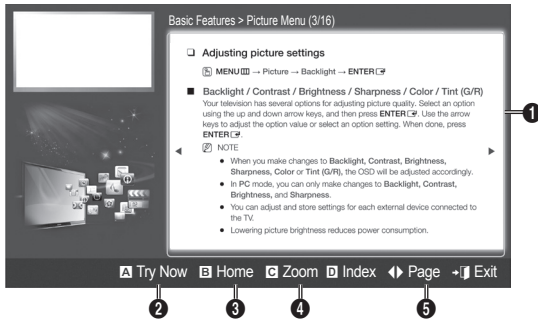 Basic Features > Picture Menu (3/16)
❑ Adjusting picture settings
MENU → Picture → Backlight → ENTER
■ Backlight / Contrast / Brightness / Sharpness / Color / Tint (G/R)
Your television has several options for adjusting picture quality. Select an option
using the up and down arrow keys, and then press ENTER. Use the arrow
keys to adjust the option value or select an option setting. When done, press
ENTER.
NOTE
● When you make changes to Backlight, Contrast, Brightness,
Sharpness, Color or Tint (G/R), the OSD will be adjusted accordingly.
● In PC mode, you can only make changes to Backlight, Contrast,
Brightness, and Sharpness.
● You can adjust and store settings for each external device connected to
the TV.
● Lowering picture brightness reduces power consumption.
1
A Try Now B Home C Zoom D Index Page Exit
2 3 4 5